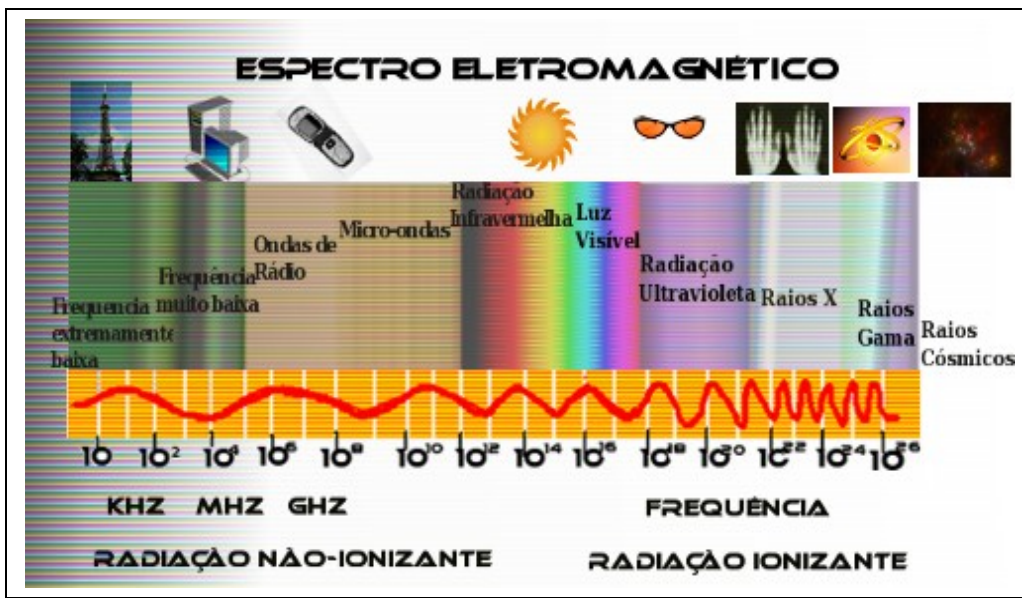 ESPECTRO ELETROMAGNÉTICO
Radiação
Infravermelha
Luz
Visível
Micro-ondas
Ondas de
Rádio
Frequência
muito baixa
Frequencia
extremamente
baixa
Radiação
Ultravioleta
Raios X
Raios
Gama
Raios
Cósmicos
10 10² 10⁴ 10⁶ 10⁸ 10¹⁰ 10¹² 10¹⁴ 10¹⁶ 10¹⁸ 10²⁰ 10²² 10²⁴ 10²⁶
KHZ MHZ GHZ FREQUÊNCIA
RADIAÇÃO NÃO-IONIZANTE RADIAÇÃO IONIZANTE